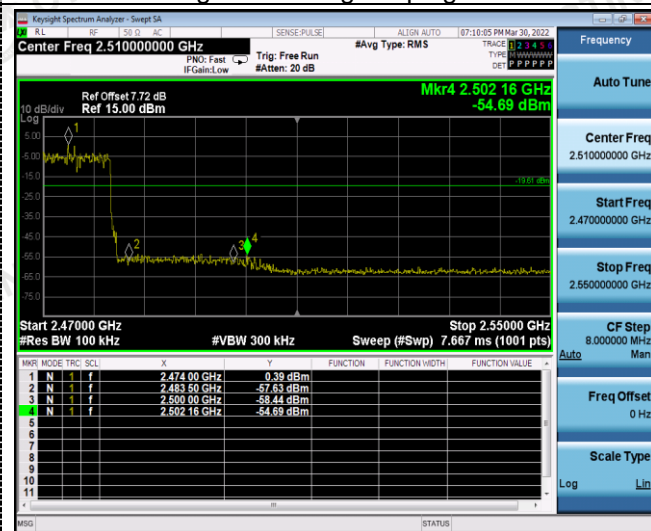 Keysight Spectrum Analyzer - Swept SA
RL RF 50 Ω AC SENSE:PULSE ALIGN AUTO 07:10:05 PM Mar 30, 2022
Center Freq 2.510000000 GHz #Avg Type: RMS TRACE 1 2 3 4 5 6
PNO: Fast Trig: Free Run TYPE M WWWWW
IFGain:Low #Atten: 20 dB DET P P P P P P
Mkr4 2.502 16 GHz
-54.69 dBm
Ref Offset 7.72 dB
10 dB/div Ref 15.00 dBm
Log
5.00
-5.00
-15.0
-25.0
-35.0
-45.0
-55.0
-65.0
-75.0
1
2
3
4
-19.61 dBm
Start 2.47000 GHz Stop 2.55000 GHz
#Res BW 100 kHz #VBW 300 kHz Sweep (#Swp) 7.667 ms (1001 pts)
MKR MODE TRC SCL X Y FUNCTION FUNCTION WIDTH FUNCTION VALUE
1 N 1 f 2.474 00 GHz 0.39 dBm
2 N 1 f 2.483 50 GHz -57.63 dBm
3 N 1 f 2.500 00 GHz -58.44 dBm
4 N 1 f 2.502 16 GHz -54.69 dBm
5
6
7
8
9
10
11
MSG STATUS
Frequency
Auto Tune
Center Freq
2.510000000 GHz
Start Freq
2.470000000 GHz
Stop Freq
2.550000000 GHz
CF Step
8.000000 MHz
Auto Man
Freq Offset
0 Hz
Scale Type
Log Lin